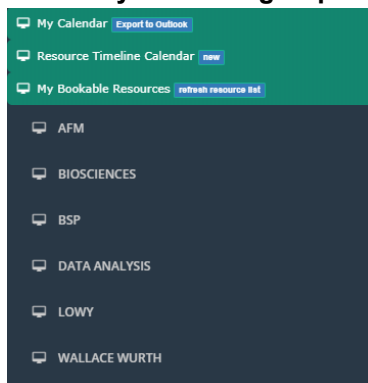 My Calendar Export to Outlook
Resource Timeline Calendar new
My Bookable Resources refresh resource list
AFM
BIOSCIENCES
BSP
DATA ANALYSIS
LOWY
WALLACE WURTH